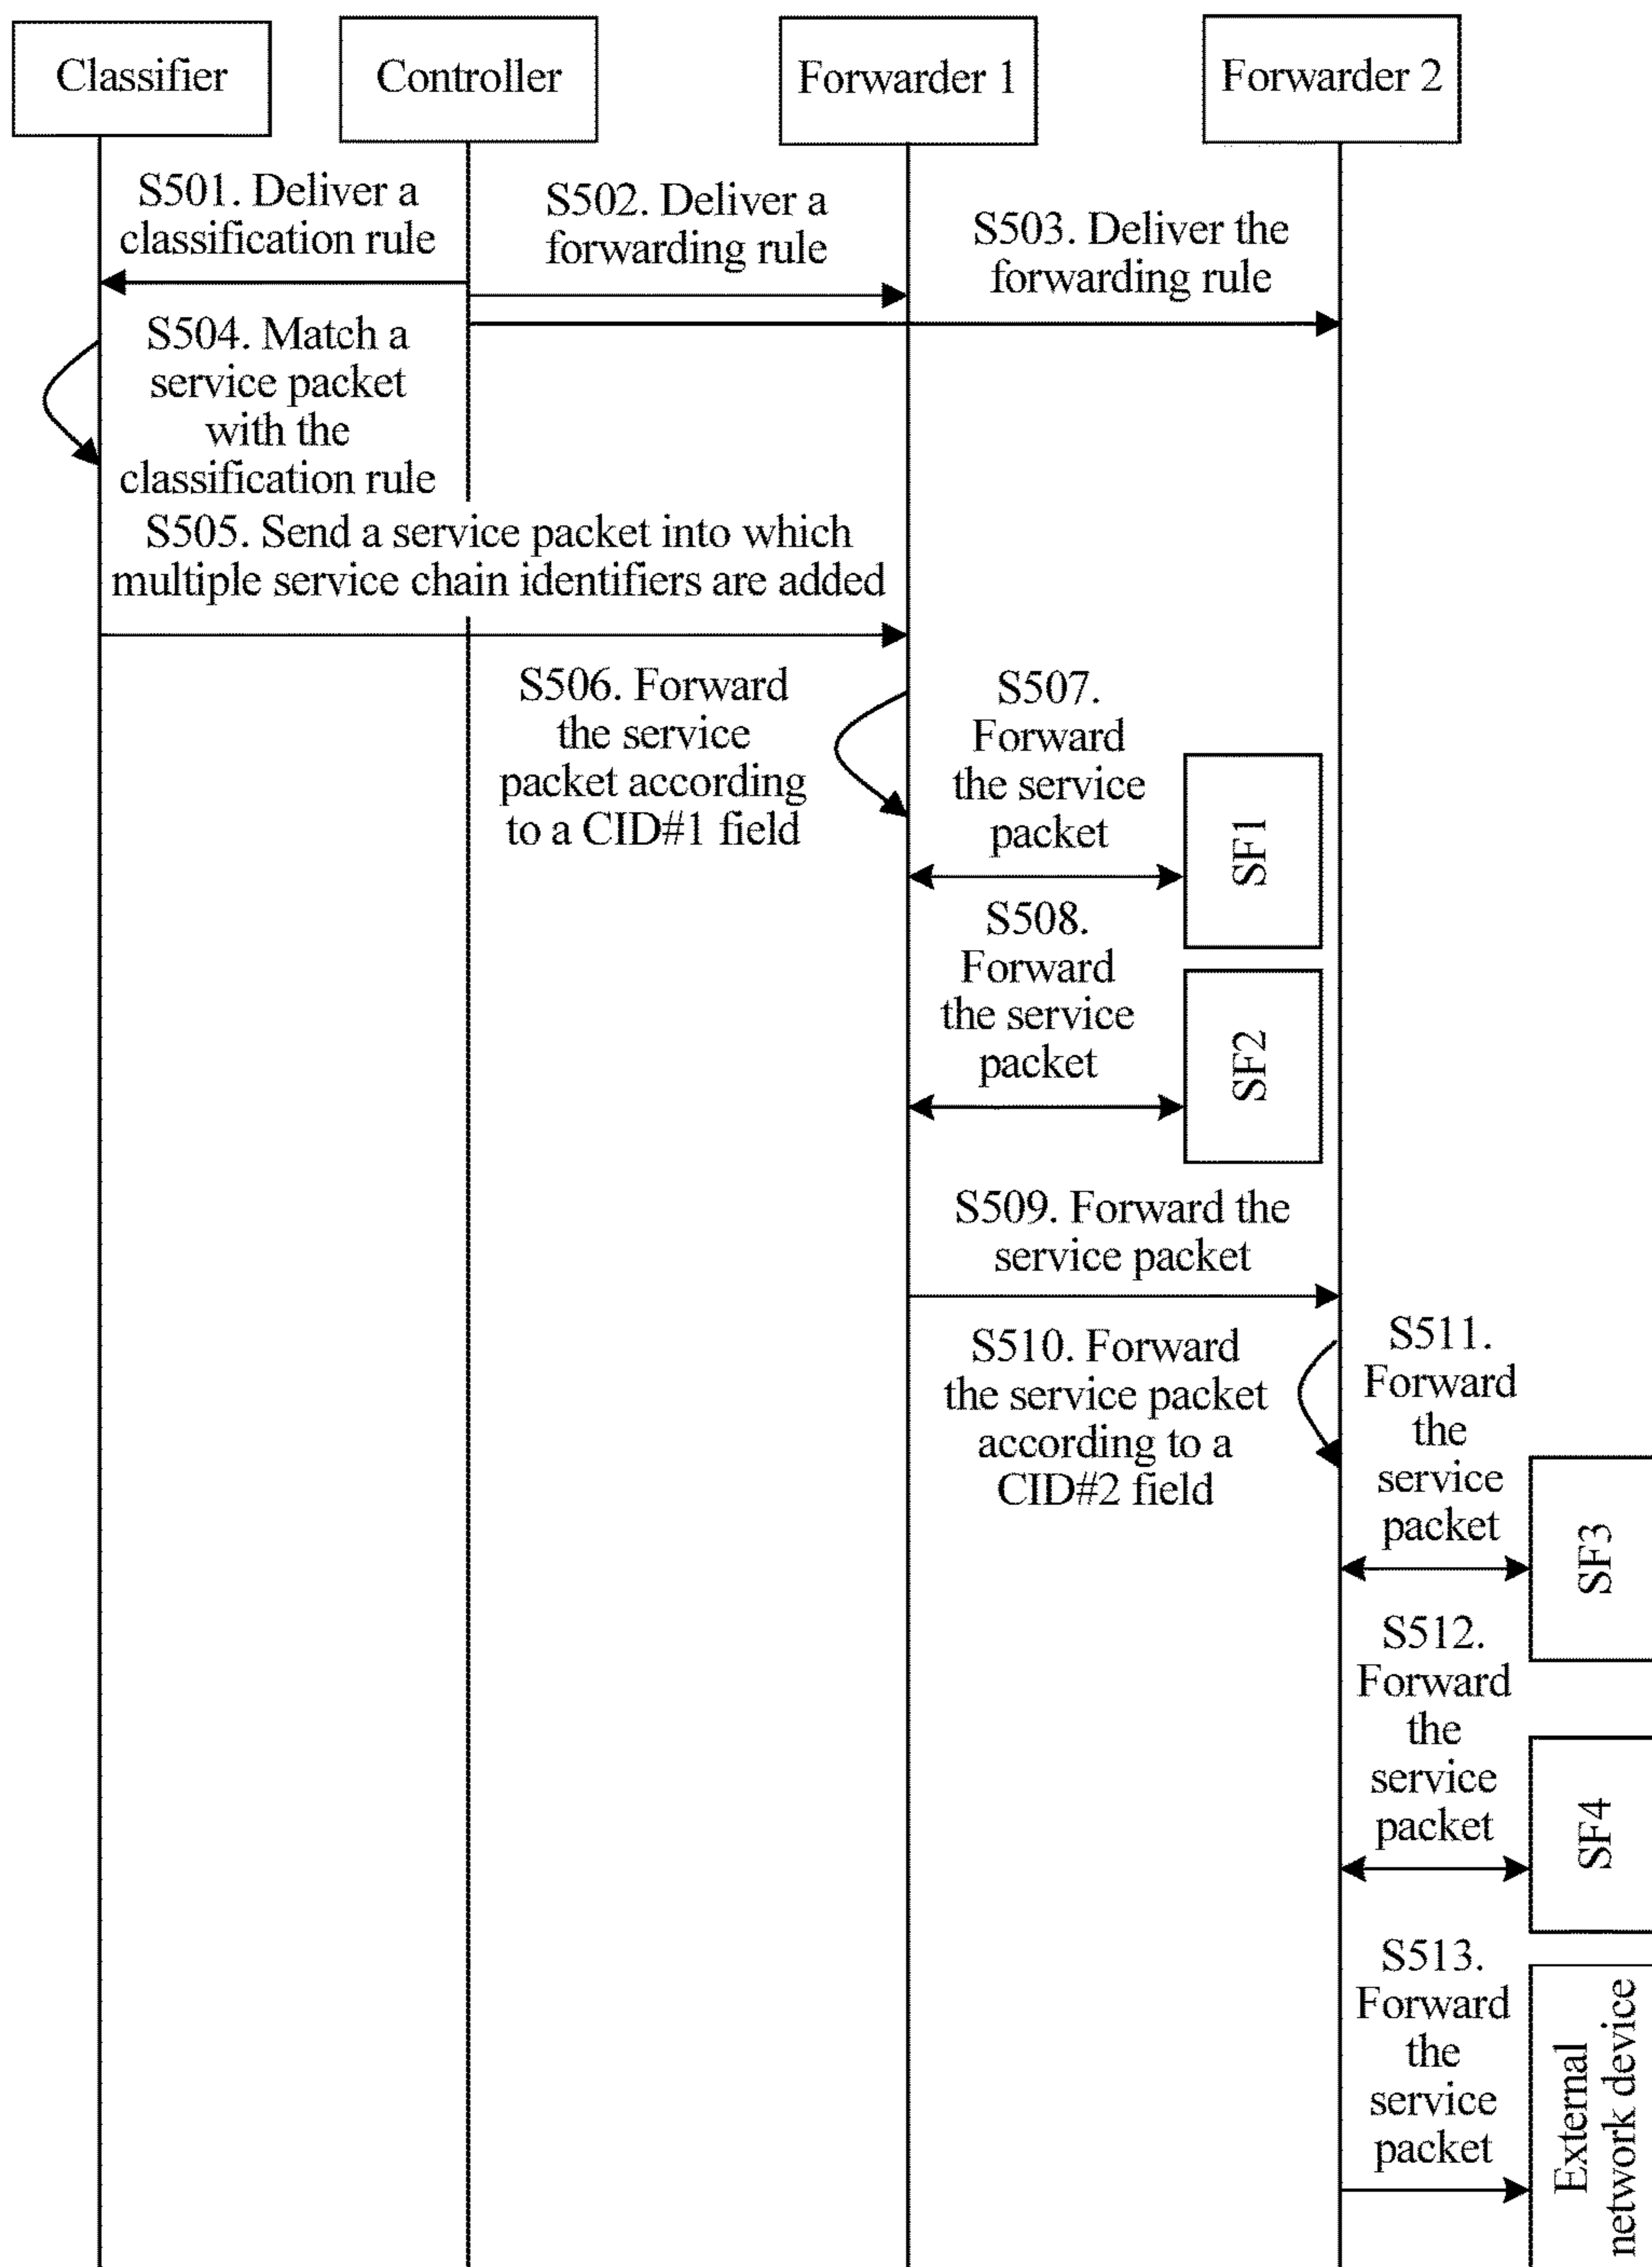 Classifier
Controller
Forwarder 1
Forwarder 2
S501. Deliver a
classification rule
S502. Deliver a
forwarding rule
S503. Deliver the
forwarding rule
S504. Match a
service packet
with the
classification rule
S505. Send a service packet into which
multiple service chain identifiers are added
S506. Forward
the service
packet according
to a CID#1 field
S507.
Forward
the service
packet
SF1
S508.
Forward
the service
packet
SF2
S509. Forward the
service packet
S510. Forward
the service packet
according to a
CID#2 field
S511.
Forward
the
service
packet
SF3
S512.
Forward
the
service
packet
SF4
S513.
Forward
the
service
packet
External
network device